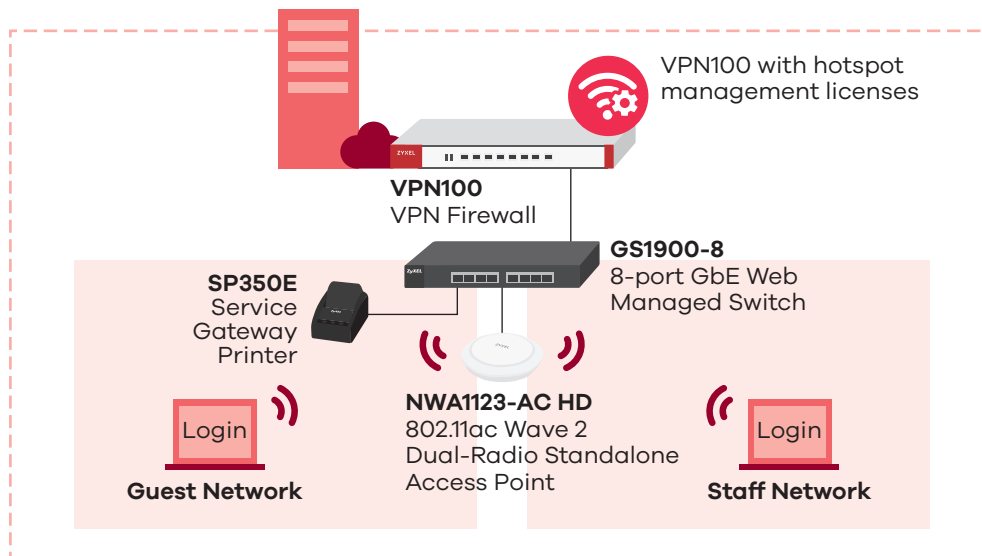 VPN100 with hotspot
management licenses
ZYXEL
VPN100
VPN Firewall
GS1900-8
8-port GbE Web
Managed Switch
ZyXEL
SP350E
Service
Gateway
Printer
ZyXEL
ZYXEL
NWA1123-AC HD
802.11ac Wave 2
Dual-Radio Standalone
Access Point
Login
Guest Network
Login
Staff Network